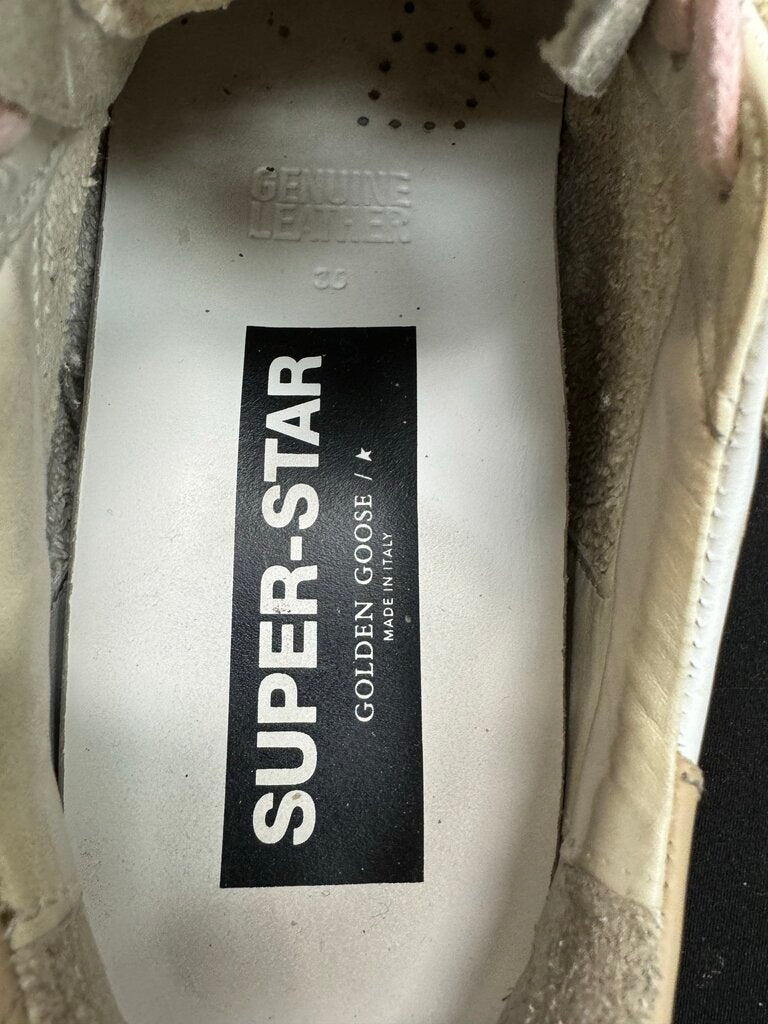 GENUINE
LEATHER
SUPER-STAR
GOLDEN GOOSE /★
MADE IN ITALY